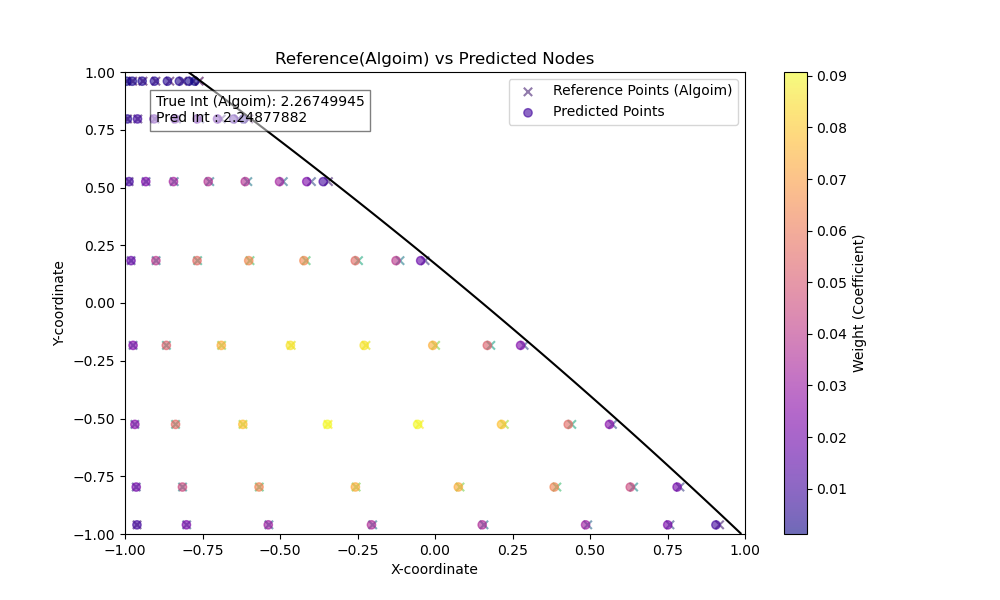 Reference(Algoim) vs Predicted Nodes
True Int (Algoim): 2.26749945
Pred Int : 2.24877882
Reference Points (Algoim)
Predicted Points
Y-coordinate
1.00
0.75
0.50
0.25
0.00
−0.25
−0.50
−0.75
−1.00
−1.00 −0.75 −0.50 −0.25 0.00 0.25 0.50 0.75 1.00
X-coordinate
0.09
0.08
0.07
0.06
0.05
0.04
0.03
0.02
0.01
Weight (Coefficient)